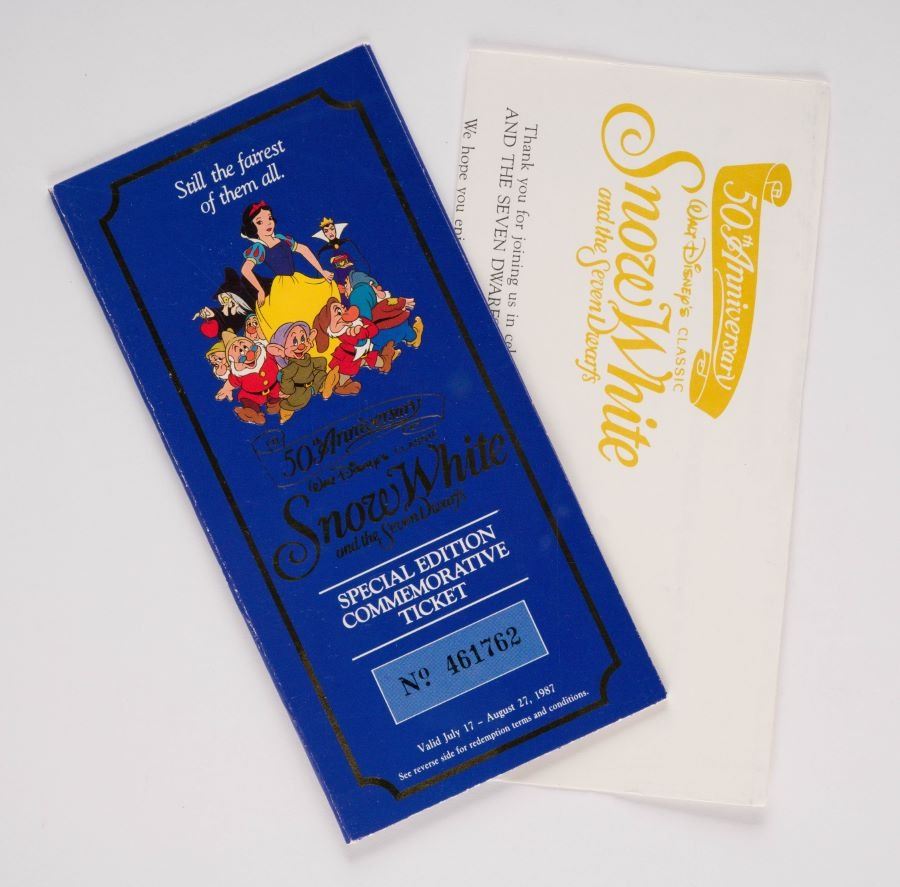 Still the fairest
of them all.
50th Anniversary
Walt Disney's CLASSIC
Snow White
and the Seven Dwarfs
SPECIAL EDITION
COMMEMORATIVE
TICKET
Nº 461762
Valid July 17 – August 27, 1987
See reverse side for redemption terms and conditions.
50th Anniversary
Walt Disney's CLASSIC
Snow White
and the Seven Dwarfs
Thank you for joining us in
AND THE SEVEN DWARFS
We hope you